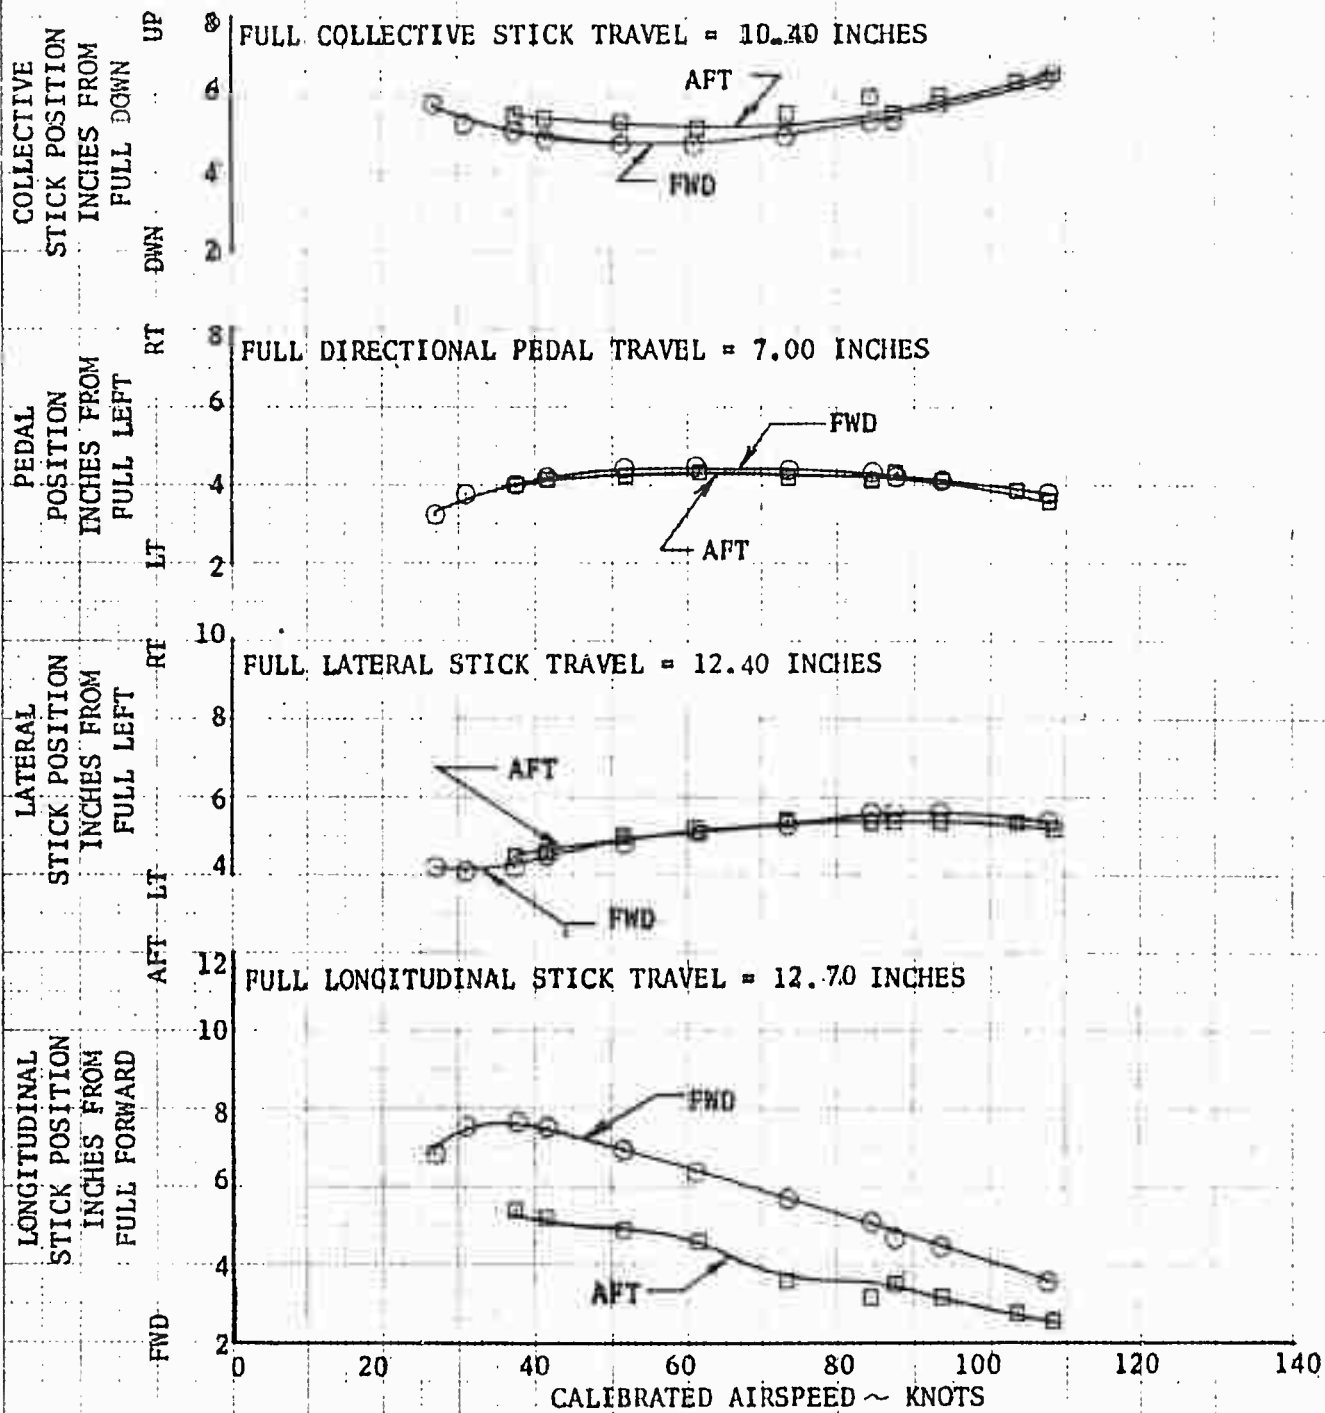 COLLECTIVE
STICK POSITION
INCHES FROM
FULL DOWN
DWN
UP
8
6
4
2
FULL COLLECTIVE STICK TRAVEL = 10.40 INCHES
AFT
FWD
PEDAL
POSITION
INCHES FROM
FULL LEFT
LT
RT
8
6
4
2
FULL DIRECTIONAL PEDAL TRAVEL = 7.00 INCHES
FWD
AFT
LATERAL
STICK POSITION
INCHES FROM
FULL LEFT
LT
RT
10
8
6
4
FULL LATERAL STICK TRAVEL = 12.40 INCHES
AFT
FWD
LONGITUDINAL
STICK POSITION
INCHES FROM
FULL FORWARD
FWD
AFT
12
10
8
6
4
2
FULL LONGITUDINAL STICK TRAVEL = 12.70 INCHES
FWD
AFT
0 20 40 60 80 100 120 140
CALIBRATED AIRSPEED ~ KNOTS